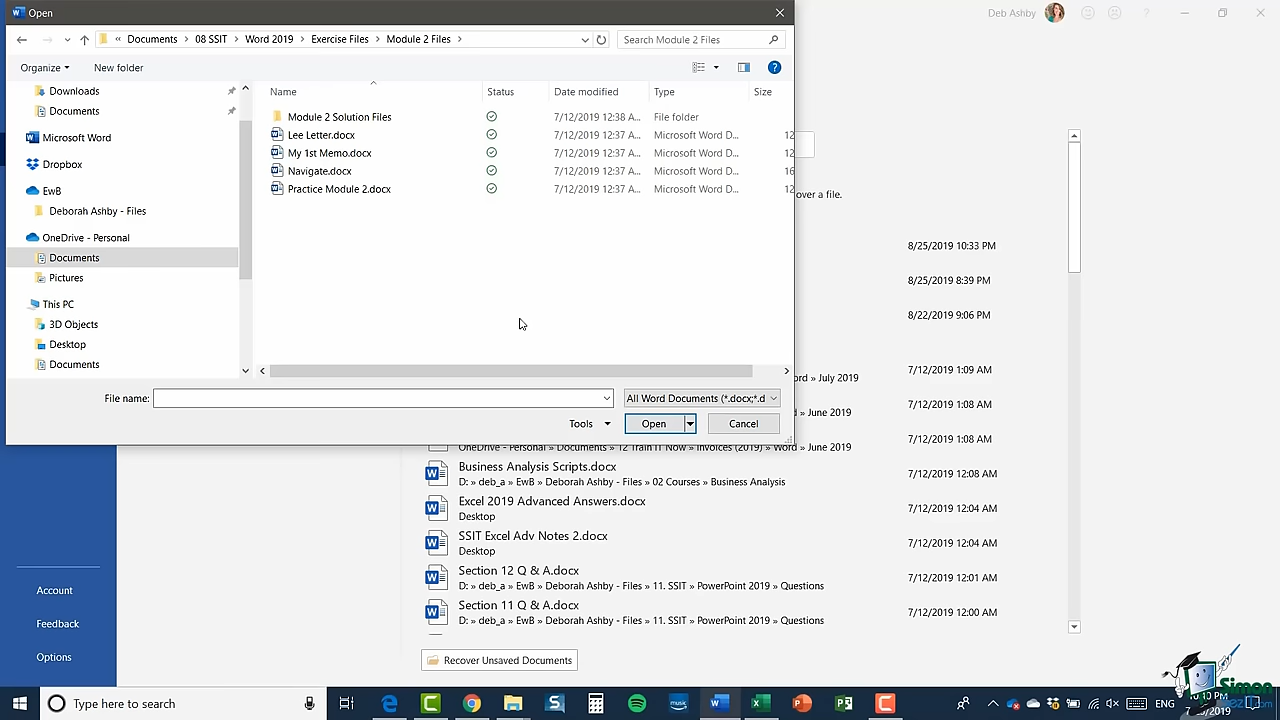 Open
Deb Ashby
« Documents > 08 SSIT > Word 2019 > Exercise Files > Module 2 Files >
Search Module 2 Files
Organize
New folder
Downloads
Documents
Microsoft Word
Dropbox
EwB
Deborah Ashby - Files
OneDrive - Personal
Documents
Pictures
This PC
3D Objects
Desktop
Documents
Name Status Date modified Type Size
Module 2 Solution Files 7/12/2019 12:38 A... File folder
Lee Letter.docx 7/12/2019 12:37 A... Microsoft Word D... 12
My 1st Memo.docx 7/12/2019 12:37 A... Microsoft Word D... 12
Navigate.docx 7/12/2019 12:37 A... Microsoft Word D... 16
Practice Module 2.docx 7/12/2019 12:37 A... Microsoft Word D... 12
File name:
All Word Documents (*.docx;*.d
Tools
Open
Cancel
over a file.
8/25/2019 10:33 PM
8/25/2019 8:39 PM
8/22/2019 9:06 PM
7/12/2019 1:09 AM
ord » July 2019
7/12/2019 1:08 AM
» June 2019
7/12/2019 1:08 AM
OneDrive - Personal » Documents » 12 Train It Now » Invoices (2019) » Word » June 2019
Business Analysis Scripts.docx 7/12/2019 12:08 AM
D: » deb_a » EwB » Deborah Ashby - Files » 02 Courses » Business Analysis
Excel 2019 Advanced Answers.docx 7/12/2019 12:04 AM
Desktop
SSIT Excel Adv Notes 2.docx 7/12/2019 12:04 AM
Desktop
Section 12 Q & A.docx 7/12/2019 12:01 AM
D: » deb_a » EwB » Deborah Ashby - Files » 11. SSIT » PowerPoint 2019 » Questions
Section 11 Q & A.docx 7/12/2019 12:00 AM
D: » deb_a » EwB » Deborah Ashby - Files » 11. SSIT » PowerPoint 2019 » Questions
Recover Unsaved Documents
Account
Feedback
Options
Type here to search
music
ENG
Simon